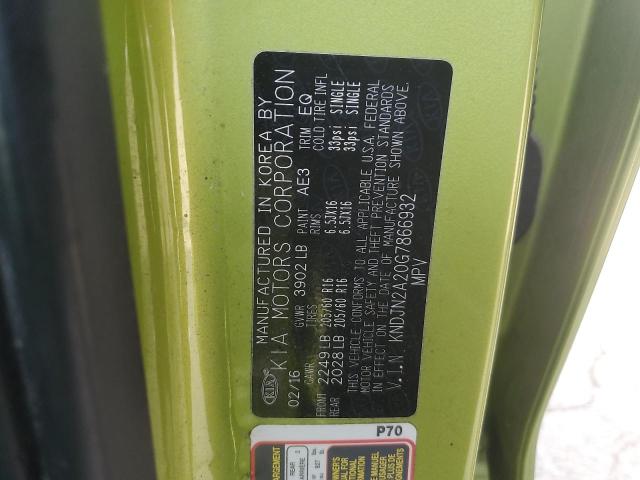 MANUFACTURED IN KOREA BY
KIA KIA MOTORS CORPORATION
02/16 GVWR 3902 LB PAINT AE3 TRIM EQ
GAWR TIRES RIMS COLD TIRE INFL
FRONT 2249 LB 205/60 R16 6.5JX16 33psi SINGLE
REAR 2028 LB 205/60 R16 6.5JX16 33psi SINGLE
THIS VEHICLE CONFORMS TO ALL APPLICABLE U.S.A. FEDERAL
MOTOR VEHICLE SAFETY AND THEFT PREVENTION STANDARDS
IN EFFECT ON THE DATE OF MANUFACTURE SHOWN ABOVE.
V.I.N KNDJN2A20G7866932
MPV
P70
REAR
ARRIÈRE